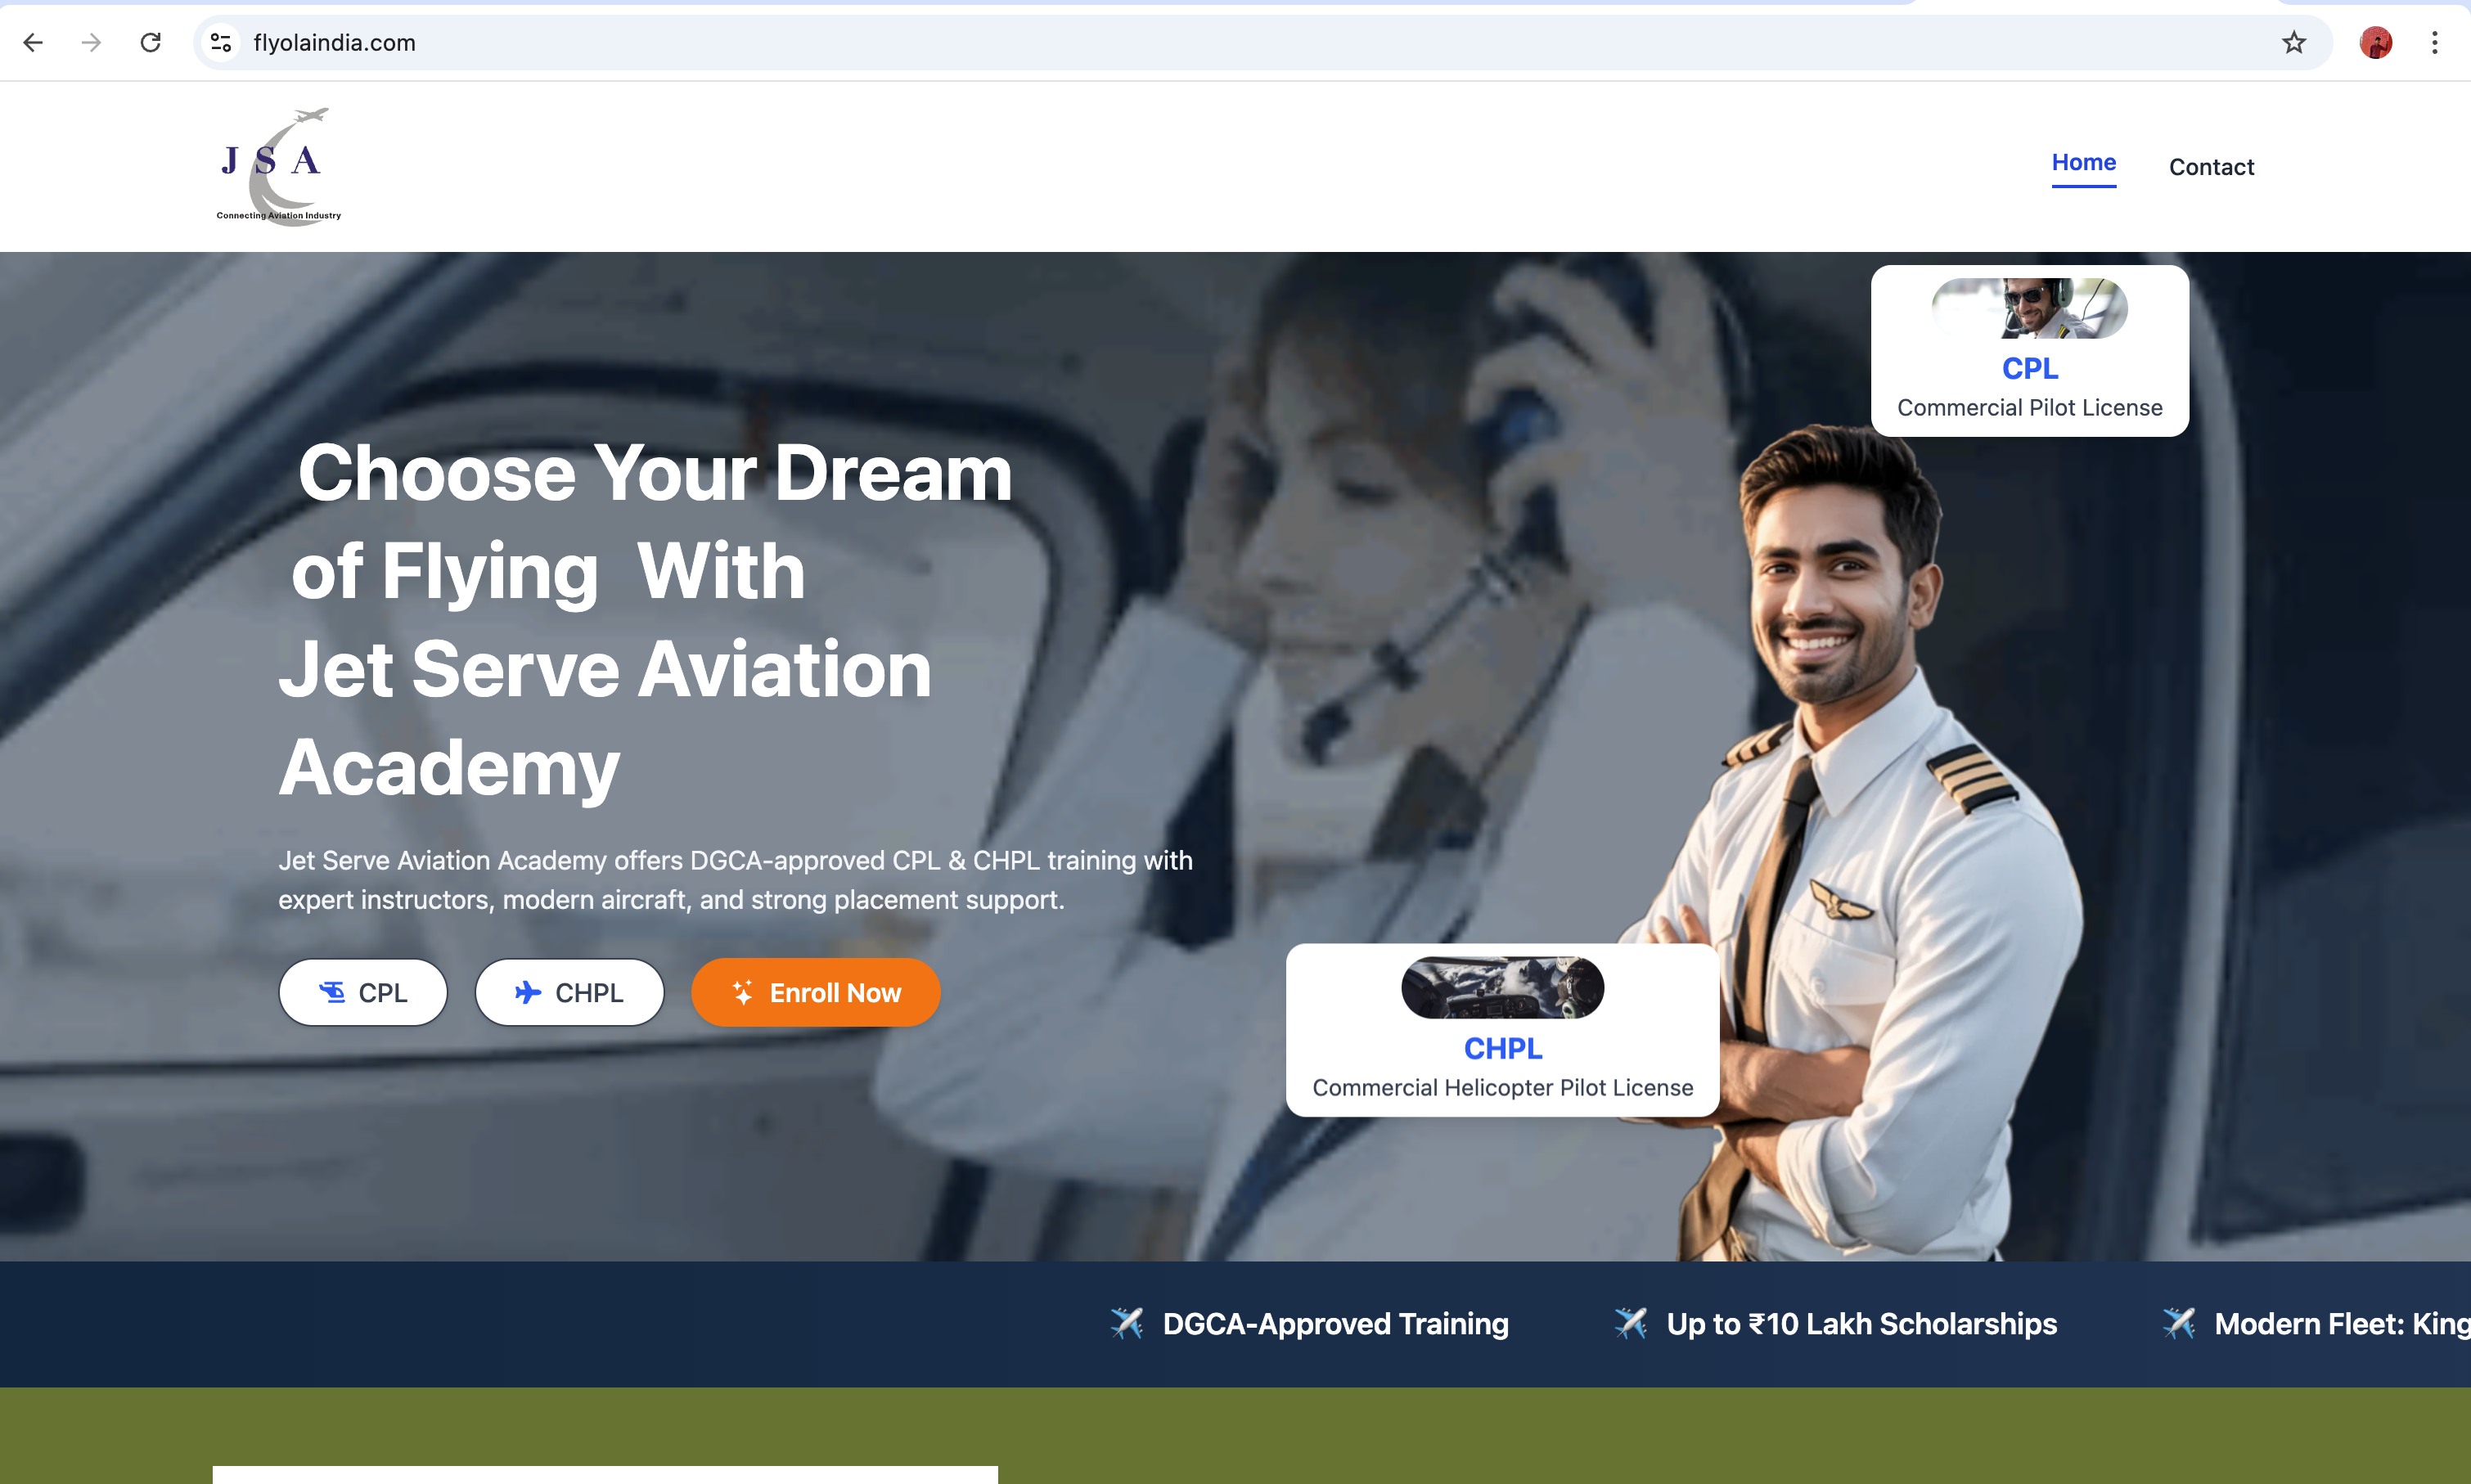 flyolaindia.com
J S A
Connecting Aviation Industry
Home
Contact
CPL
Commercial Pilot License
Choose Your Dream
of Flying  With
Jet Serve Aviation
Academy
Jet Serve Aviation Academy offers DGCA-approved CPL & CHPL training with
expert instructors, modern aircraft, and strong placement support.
CPL
CHPL
Enroll Now
CHPL
Commercial Helicopter Pilot License
DGCA-Approved Training
Up to ₹10 Lakh Scholarships
Modern Fleet: King